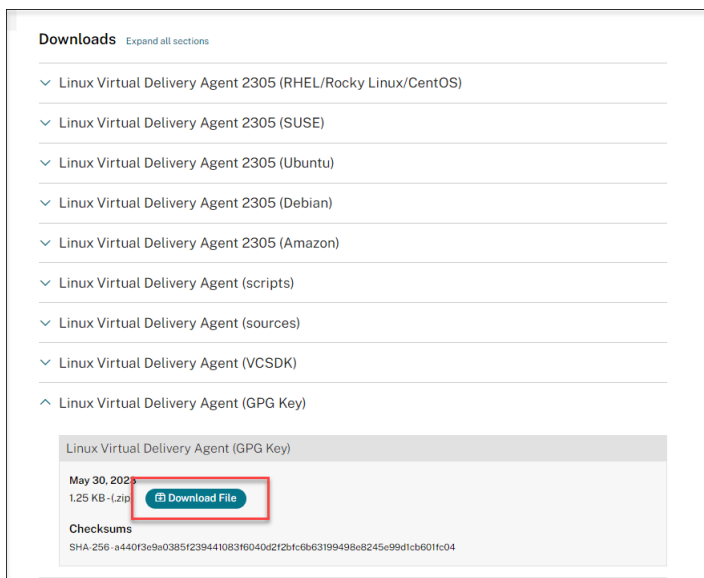 Downloads Expand all sections
Linux Virtual Delivery Agent 2305 (RHEL/Rocky Linux/CentOS)
Linux Virtual Delivery Agent 2305 (SUSE)
Linux Virtual Delivery Agent 2305 (Ubuntu)
Linux Virtual Delivery Agent 2305 (Debian)
Linux Virtual Delivery Agent 2305 (Amazon)
Linux Virtual Delivery Agent (scripts)
Linux Virtual Delivery Agent (sources)
Linux Virtual Delivery Agent (VCSDK)
Linux Virtual Delivery Agent (GPG Key)
Linux Virtual Delivery Agent (GPG Key)
May 30, 2023
1.25 KB - (.zip) Download File
Checksums
SHA-256 - a440f3e9a0385f239441083f6040d2f2bfc6b63199498e8245e99d1cb601fc04